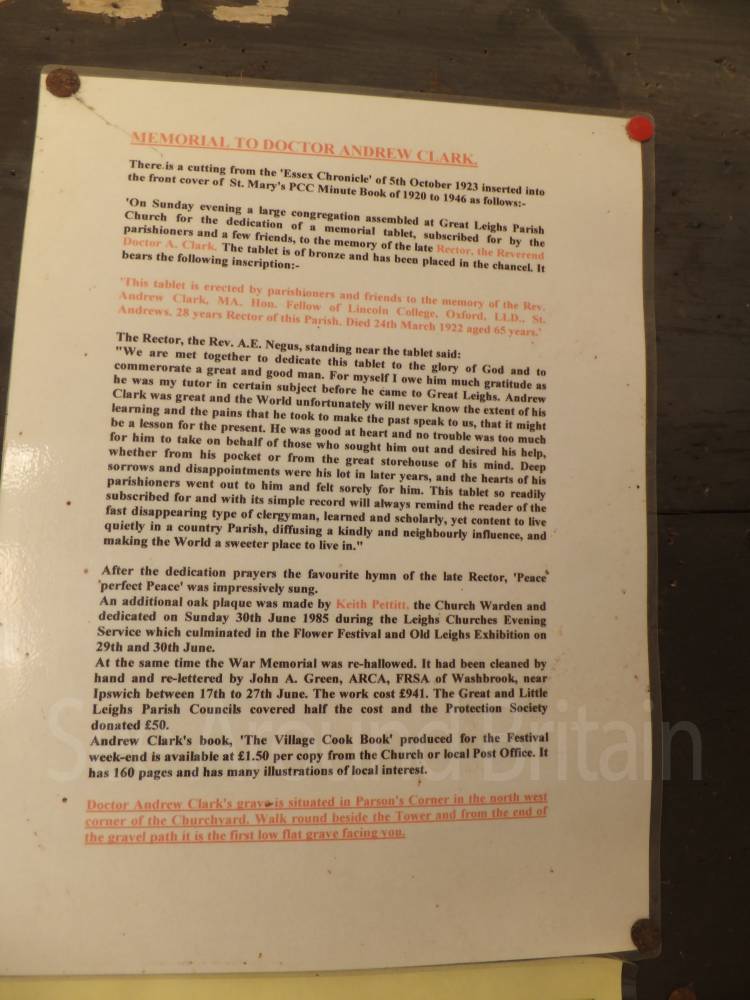 MEMORIAL TO DOCTOR ANDREW CLARK.
There is a cutting from the 'Essex Chronicle' of 5th October 1923 inserted into
the front cover of St. Mary's PCC Minute Book of 1920 to 1946 as follows:-
'On Sunday evening a large congregation assembled at Great Leighs Parish
Church for the dedication of a memorial tablet, subscribed for by the
parishioners and a few friends, to the memory of the late Rector, the Reverend
Doctor A. Clark. The tablet is of bronze and has been placed in the chancel. It
bears the following inscription:-
'This tablet is erected by parishioners and friends to the memory of the Rev.
Andrew Clark, MA. Hon. Fellow of Lincoln College, Oxford, LLD., St.
Andrews. 28 years Rector of this Parish. Died 24th March 1922 aged 65 years.'
The Rector, the Rev. A.E. Negus, standing near the tablet said:
"We are met together to dedicate this tablet to the glory of God and to
commerorate a great and good man. For myself I owe him much gratitude as
he was my tutor in certain subject before he came to Great Leighs. Andrew
Clark was great and the World unfortunately will never know the extent of his
learning and the pains that he took to make the past speak to us, that it might
be a lesson for the present. He was good at heart and no trouble was too much
for him to take on behalf of those who sought him out and desired his help,
whether from his pocket or from the great storehouse of his mind. Deep
sorrows and disappointments were his lot in later years, and the hearts of his
parishioners went out to him and felt sorely for him. This tablet so readily
subscribed for and with its simple record will always remind the reader of the
fast disappearing type of clergyman, learned and scholarly, yet content to live
quietly in a country Parish, diffusing a kindly and neighbourly influence, and
making the World a sweeter place to live in."
After the dedication prayers the favourite hymn of the late Rector, 'Peace
perfect Peace' was impressively sung.
An additional oak plaque was made by Keith Pettitt, the Church Warden and
dedicated on Sunday 30th June 1985 during the Leighs Churches Evening
Service which culminated in the Flower Festival and Old Leighs Exhibition on
29th and 30th June.
At the same time the War Memorial was re-hallowed. It had been cleaned by
hand and re-lettered by John A. Green, ARCA, FRSA of Washbrook, near
Ipswich between 17th to 27th June. The work cost £941. The Great and Little
Leighs Parish Councils covered half the cost and the Protection Society
donated £50.
Andrew Clark's book, 'The Village Cook Book' produced for the Festival
week-end is available at £1.50 per copy from the Church or local Post Office. It
has 160 pages and has many illustrations of local interest.
Doctor Andrew Clark's grave is situated in Parson's Corner in the north west
corner of the Churchyard. Walk round beside the Tower and from the end of
the gravel path it is the first low flat grave facing you.
Britain